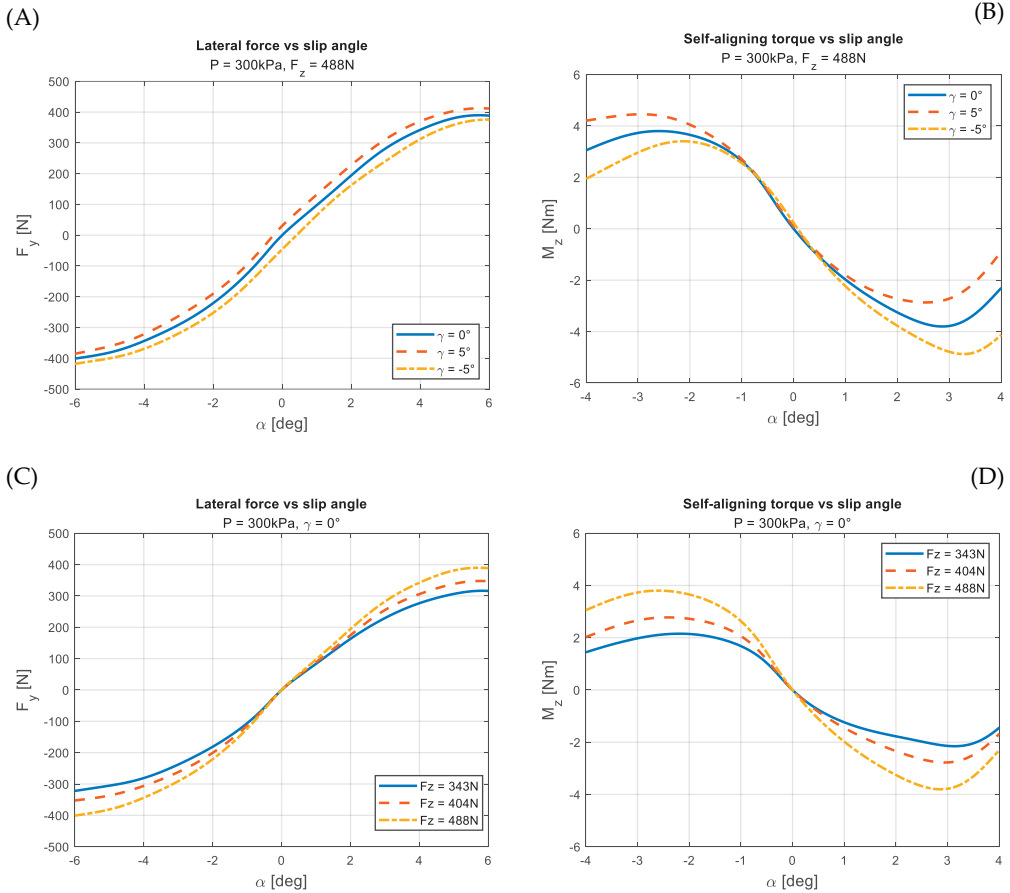 (A)
Lateral force vs slip angle
P = 300kPa, F_z = 488N
500
400
300
200
100
0
-100
-200
-300
-400
-500
F_y [N]
-6
-4
-2
0
2
4
6
α [deg]
γ = 0°
γ = 5°
γ = -5°
(B)
Self-aligning torque vs slip angle
P = 300kPa, F_z = 488N
6
4
2
0
-2
-4
-6
M_z [Nm]
-4
-3
-2
-1
0
1
2
3
4
α [deg]
γ = 0°
γ = 5°
γ = -5°
(C)
Lateral force vs slip angle
P = 300kPa, γ = 0°
500
400
300
200
100
0
-100
-200
-300
-400
-500
F_y [N]
-6
-4
-2
0
2
4
6
α [deg]
Fz = 343N
Fz = 404N
Fz = 488N
(D)
Self-aligning torque vs slip angle
P = 300kPa, γ = 0°
6
4
2
0
-2
-4
-6
M_z [Nm]
-4
-3
-2
-1
0
1
2
3
4
α [deg]
Fz = 343N
Fz = 404N
Fz = 488N